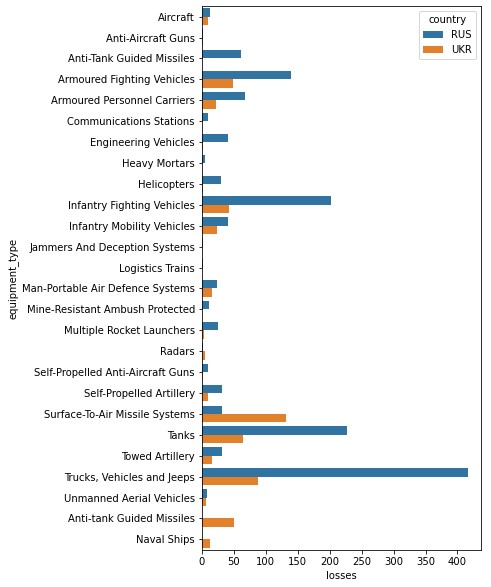 country
RUS
UKR
equipment_type
Aircraft
Anti-Aircraft Guns
Anti-Tank Guided Missiles
Armoured Fighting Vehicles
Armoured Personnel Carriers
Communications Stations
Engineering Vehicles
Heavy Mortars
Helicopters
Infantry Fighting Vehicles
Infantry Mobility Vehicles
Jammers And Deception Systems
Logistics Trains
Man-Portable Air Defence Systems
Mine-Resistant Ambush Protected
Multiple Rocket Launchers
Radars
Self-Propelled Anti-Aircraft Guns
Self-Propelled Artillery
Surface-To-Air Missile Systems
Tanks
Towed Artillery
Trucks, Vehicles and Jeeps
Unmanned Aerial Vehicles
Anti-tank Guided Missiles
Naval Ships
0 50 100 150 200 250 300 350 400
losses